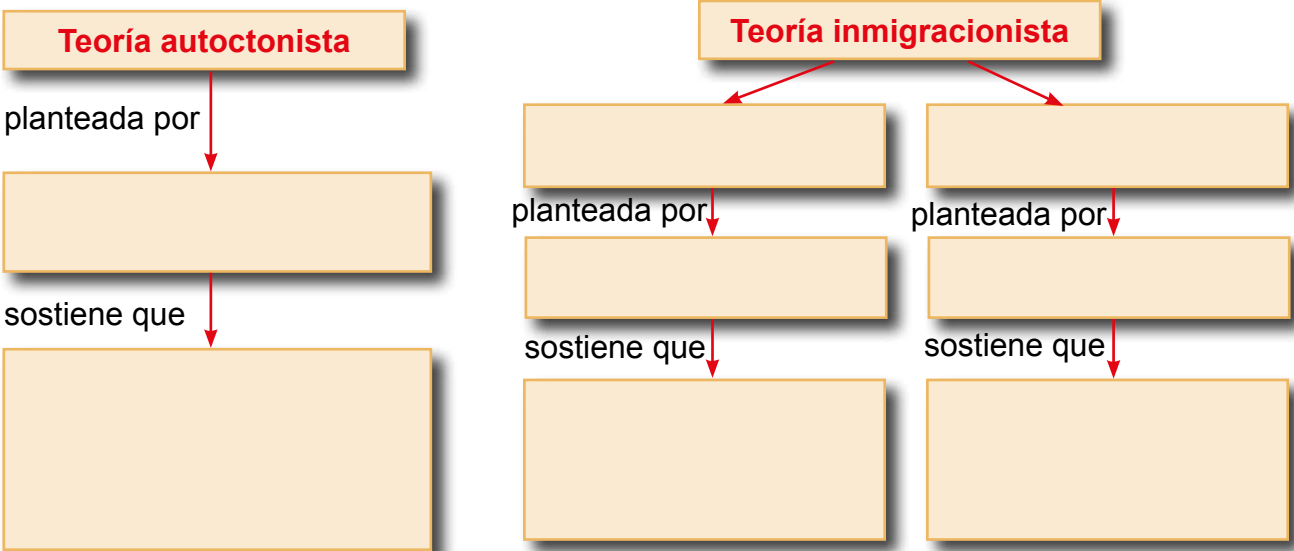 Teoría autoctonista
planteada por
sostiene que
Teoría inmigracionista
planteada por
planteada por
sostiene que
sostiene que